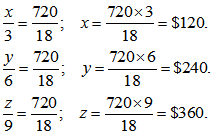 x/3 = 720/18; x = 720×3/18 = $120.
y/6 = 720/18; y = 720×6/18 = $240.
z/9 = 720/18; z = 720×9/18 = $360.